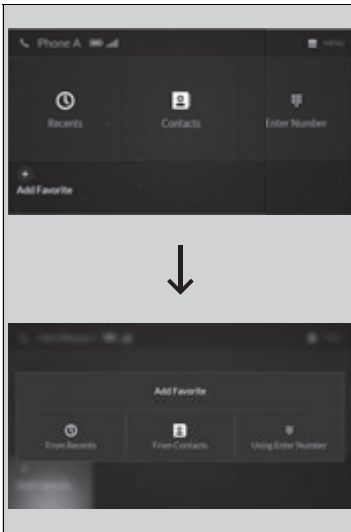 Phone A
MENU
Recents
Contacts
Enter Number
Add Favorite
Add Favorite
From Recents
From Contacts
Using Enter Number